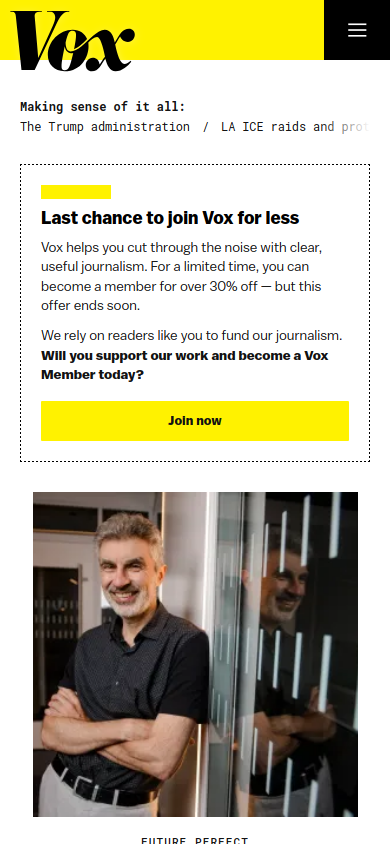 Vox
Making sense of it all:
The Trump administration / LA ICE raids and
Last chance to join Vox for less
Vox helps you cut through the noise with clear,
useful journalism. For a limited time, you can
become a member for over 30% off — but this
offer ends soon.
We rely on readers like you to fund our journalism.
Will you support our work and become a Vox
Member today?
Join now
FUTURE PERFECT